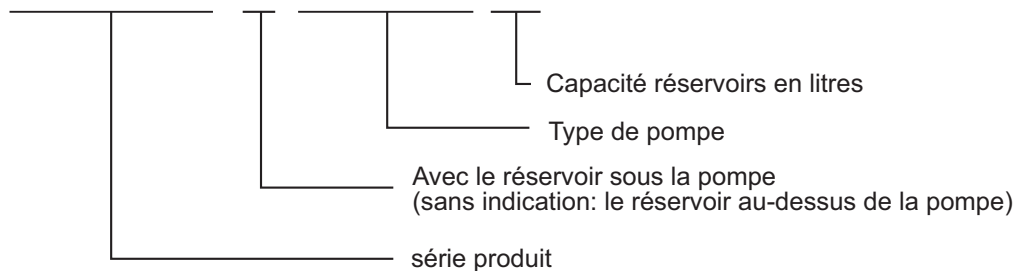 Capacité réservoirs en litres
Type de pompe
Avec le réservoir sous la pompe
(sans indication: le réservoir au-dessus de la pompe)
série produit